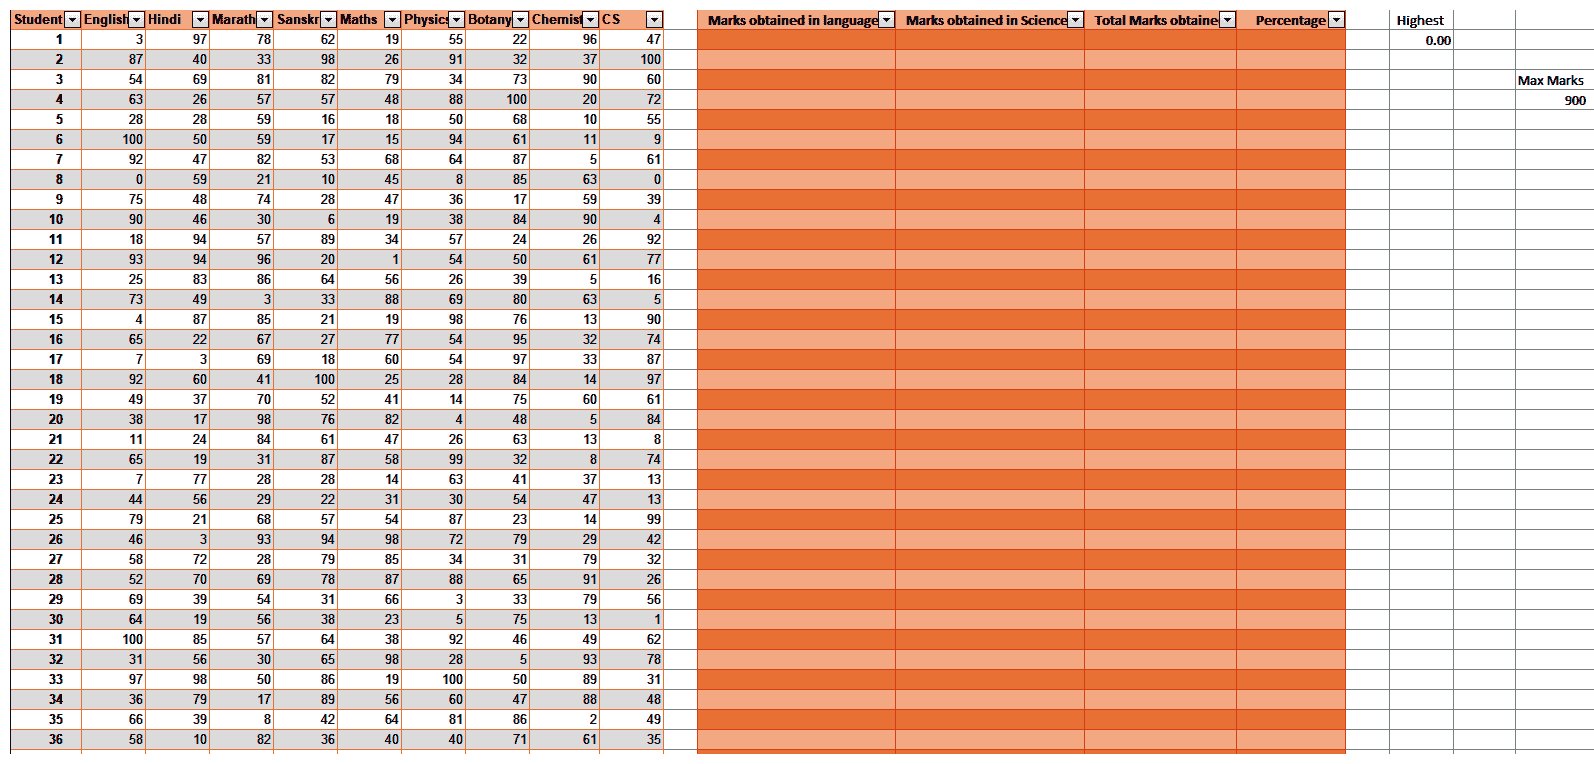 Student English Hindi Marath Sanskr Maths Physics Botany Chemist CS Marks obtained in language Marks obtained in Science Total Marks obtaine Percentage Highest
1 3 97 78 62 19 55 22 96 47 0.00
2 87 40 33 98 26 91 32 37 100
3 54 69 81 82 79 34 73 90 60 Max Marks
4 63 26 57 57 48 88 100 20 72 900
5 28 28 59 16 18 50 68 10 55
6 100 50 59 17 15 94 61 11 9
7 92 47 82 53 68 64 87 5 61
8 0 59 21 10 45 8 85 63 0
9 75 48 74 28 47 36 17 59 39
10 90 46 30 6 19 38 84 90 4
11 18 94 57 89 34 57 24 26 92
12 93 94 96 20 1 54 50 61 77
13 25 83 86 64 56 26 39 5 16
14 73 49 3 33 88 69 80 63 5
15 4 87 85 21 19 98 76 13 90
16 65 22 67 27 77 54 95 32 74
17 7 3 69 18 60 54 97 33 87
18 92 60 41 100 25 28 84 14 97
19 49 37 70 52 41 14 75 60 61
20 38 17 98 76 82 4 48 5 84
21 11 24 84 61 47 26 63 13 8
22 65 19 31 87 58 99 32 8 74
23 7 77 28 28 14 63 41 37 13
24 44 56 29 22 31 30 54 47 13
25 79 21 68 57 54 87 23 14 99
26 46 3 93 94 98 72 79 29 42
27 58 72 28 79 85 34 31 79 32
28 52 70 69 78 87 88 65 91 26
29 69 39 54 31 66 3 33 79 56
30 64 19 56 38 23 5 75 13 1
31 100 85 57 64 38 92 46 49 62
32 31 56 30 65 98 28 5 93 78
33 97 98 50 86 19 100 50 89 31
34 36 79 17 89 56 60 47 88 48
35 66 39 8 42 64 81 86 2 49
36 58 10 82 36 40 40 71 61 35